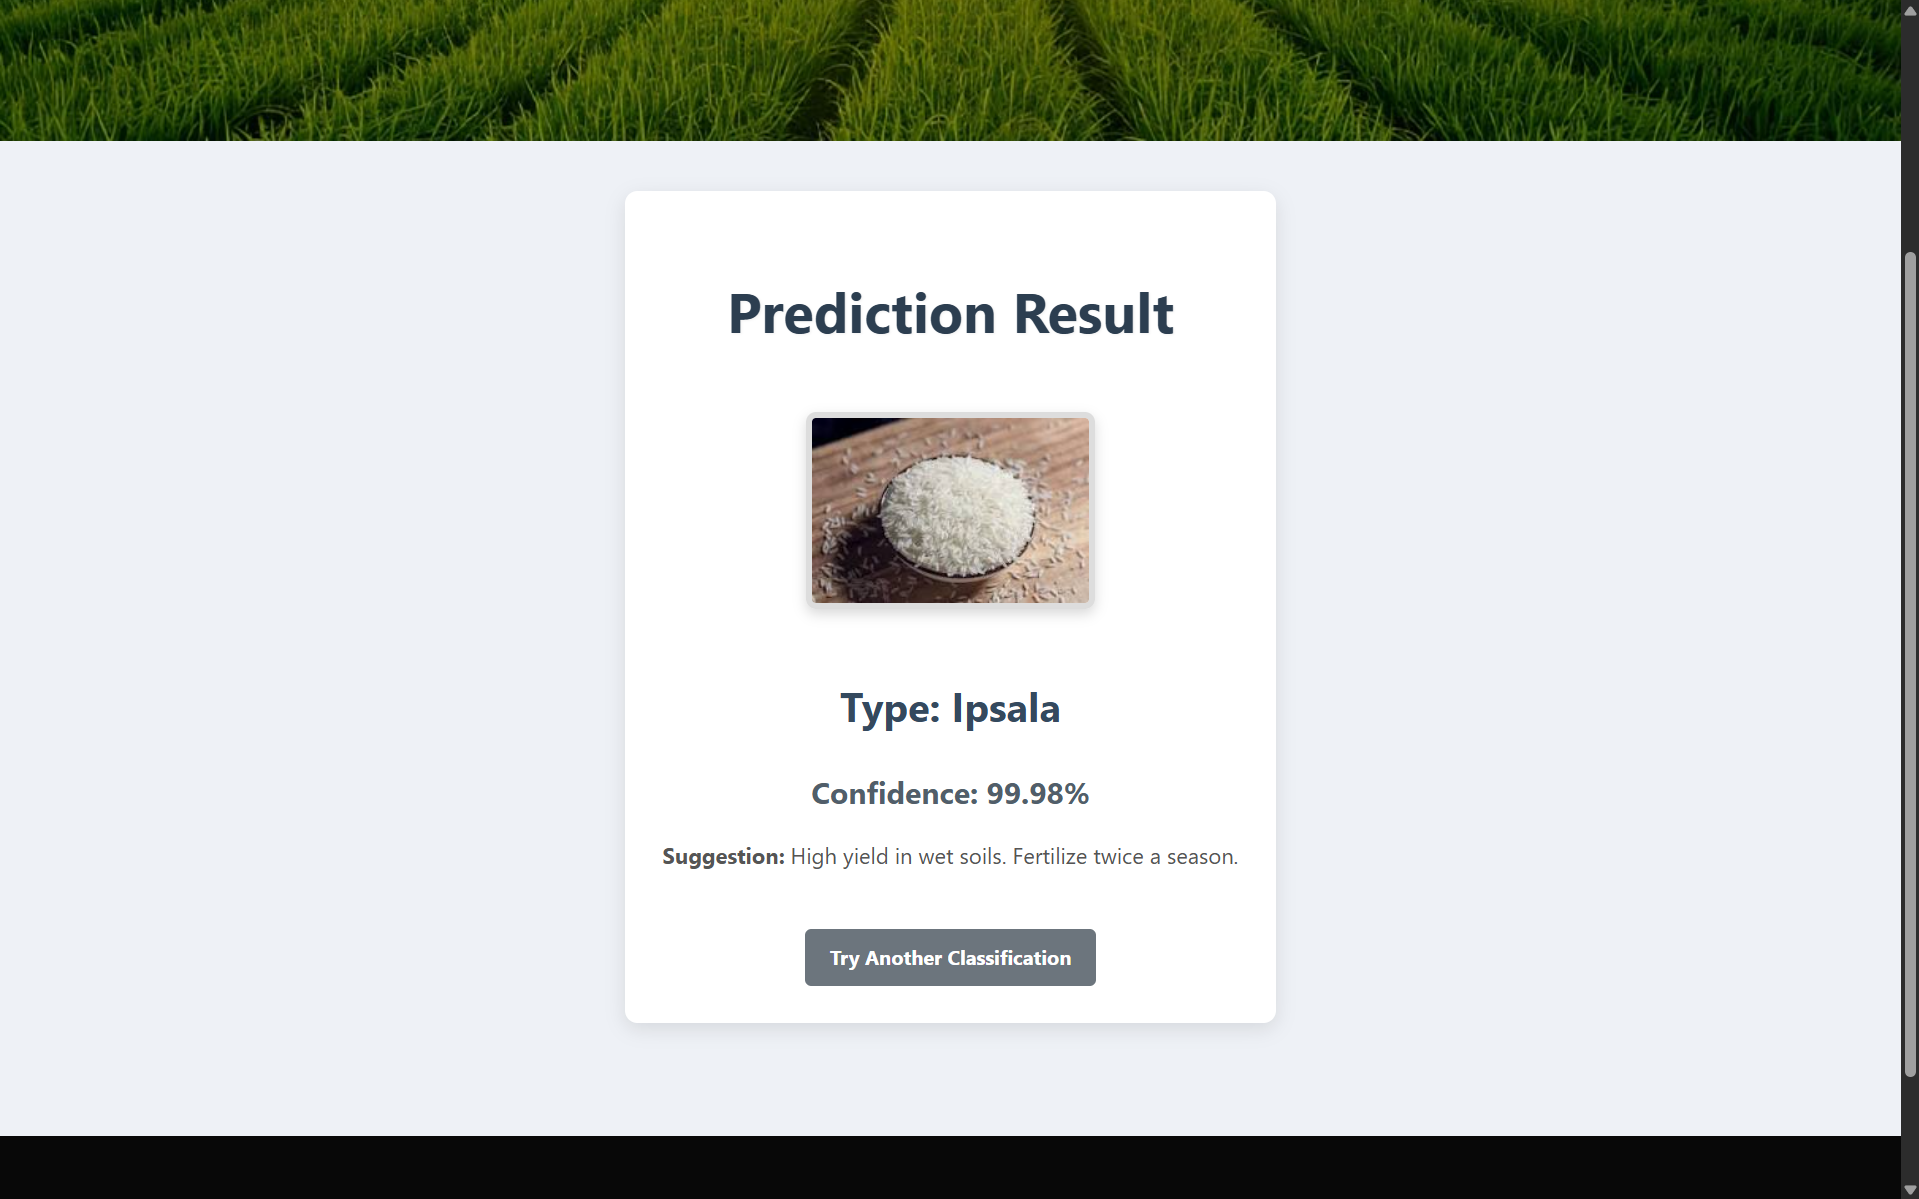 Prediction Result
Type: Ipsala
Confidence: 99.98%
Suggestion: High yield in wet soils. Fertilize twice a season.
Try Another Classification